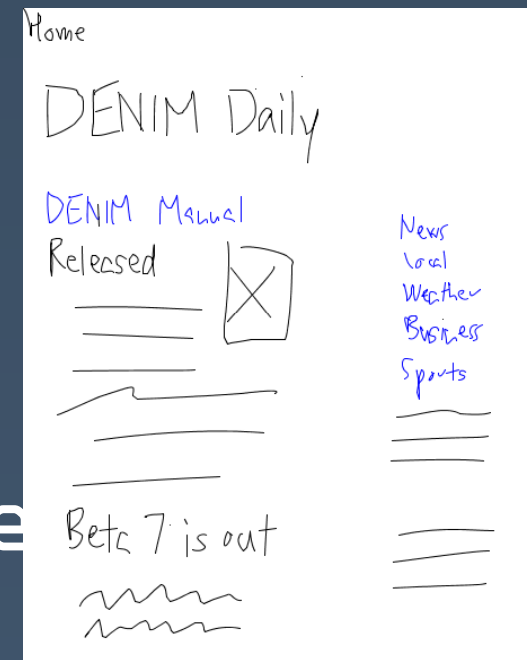 Home
DENIM Daily
DENIM Manual
Released
Beta 7 is out
News
Local
Weather
Business
Sports